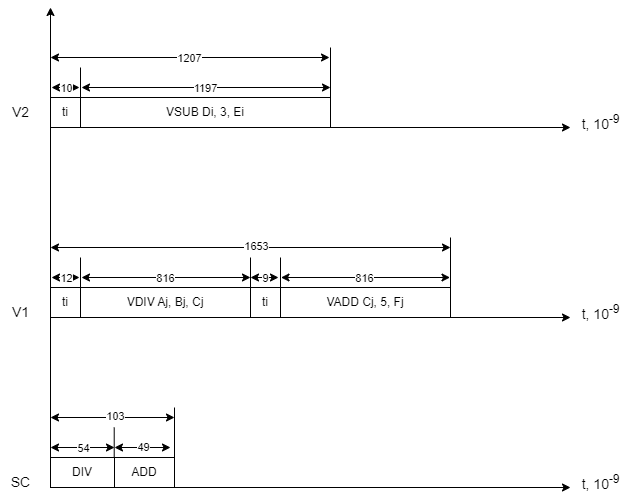 1207
10 1197
V2 ti VSUB Di, 3, Ei
t, 10-9
1653
12 816 9 816
V1 ti VDIV Aj, Bj, Cj ti VADD Cj, 5, Fj
t, 10-9
103
54 49
SC DIV ADD
t, 10-9